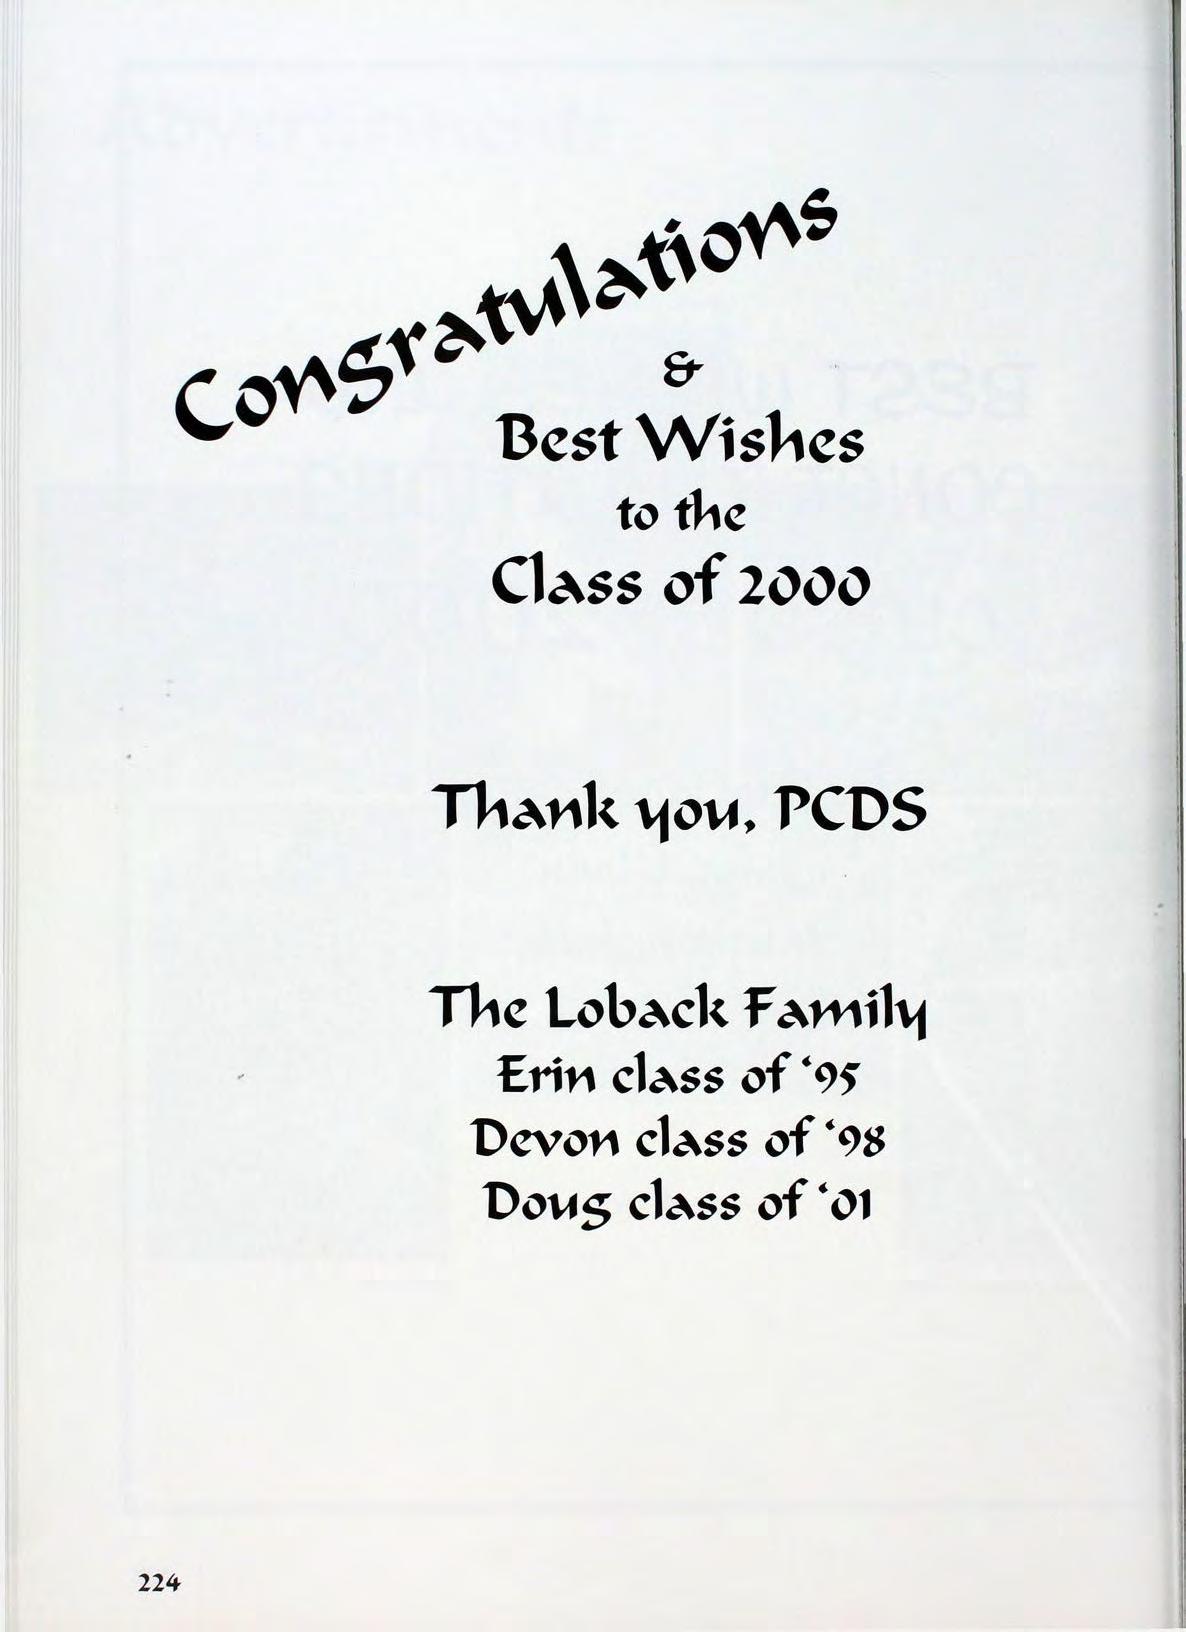 Congratulations
&
Best Wishes
to the
Class of 2000
Thank you, PCDS
The Loback Family
Erin class of ‘95
Devon class of ‘98
Doug class of ‘01
224